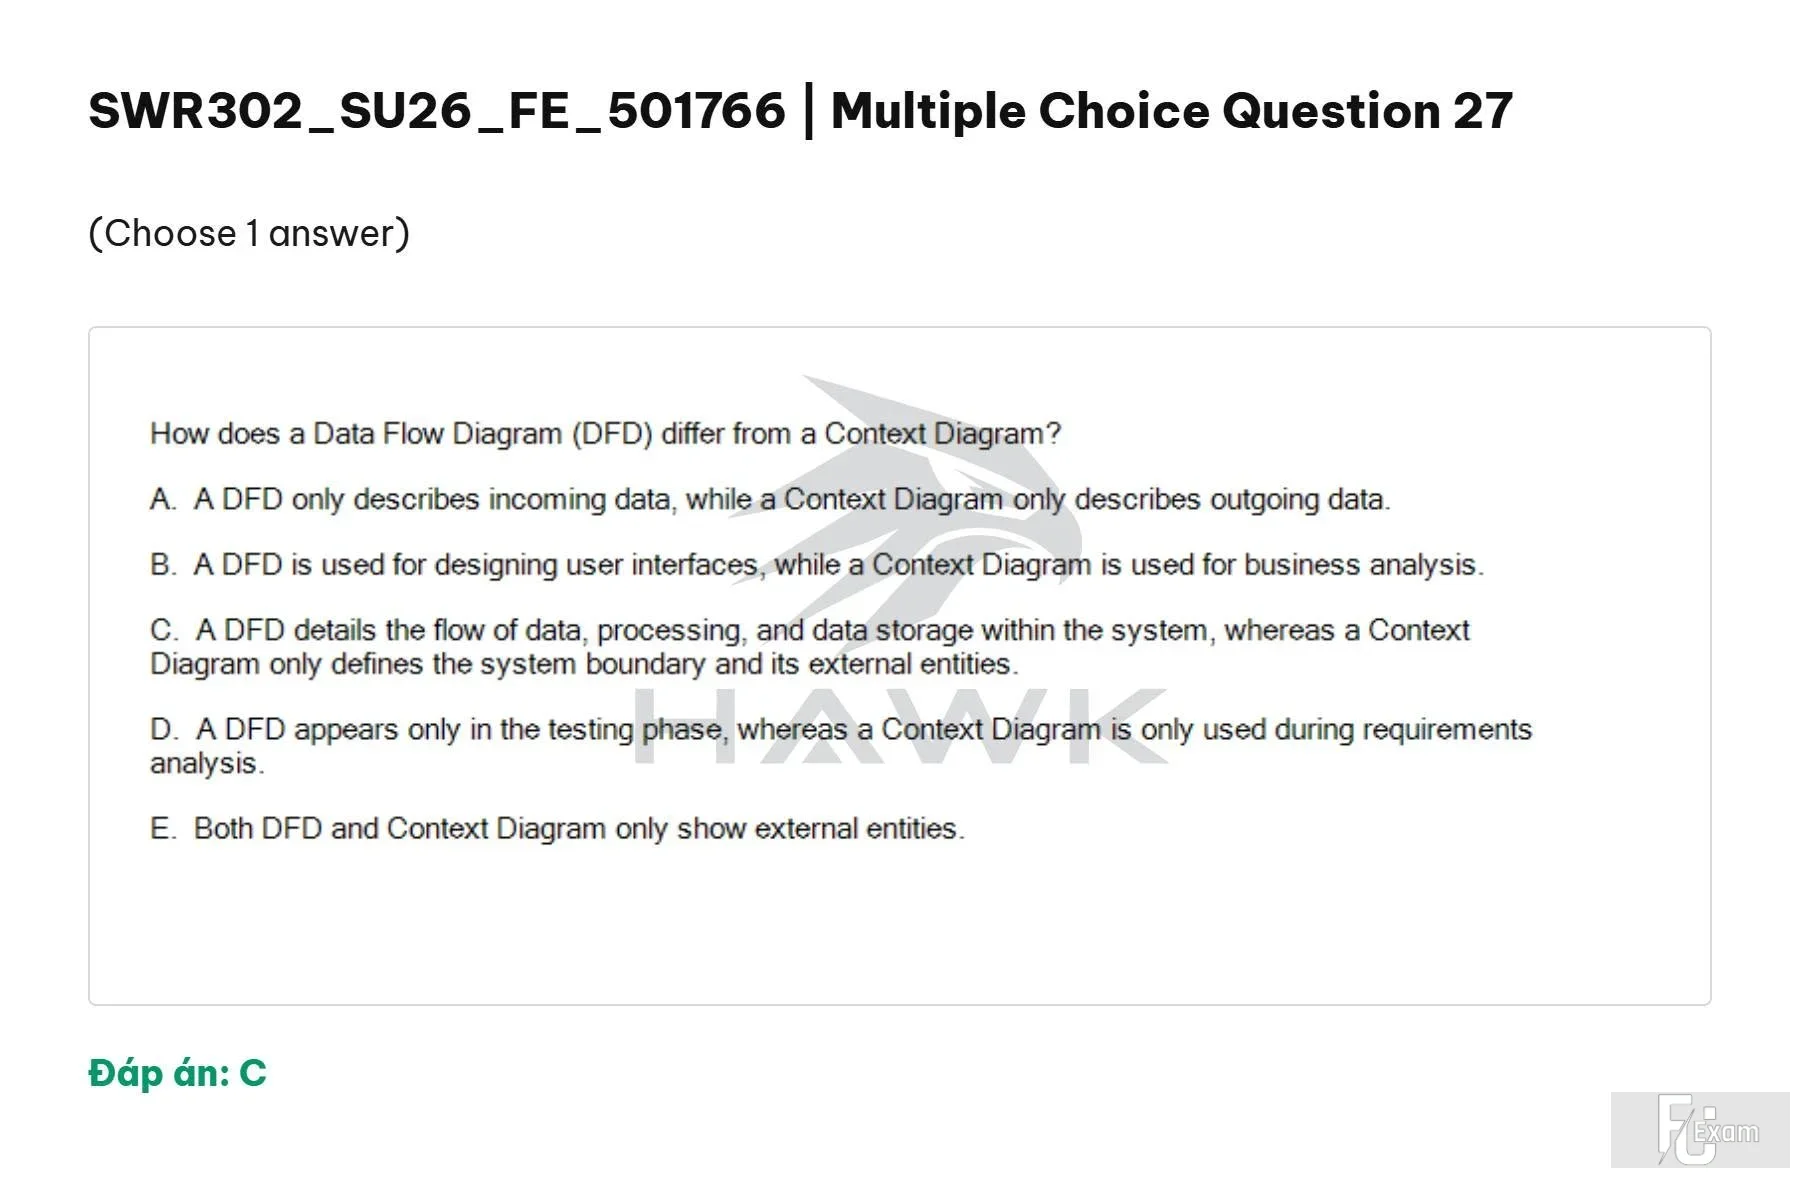 SWR302_SU26_FE_501766 | Multiple Choice Question 27
(Choose 1 answer)
How does a Data Flow Diagram (DFD) differ from a Context Diagram?
A. A DFD only describes incoming data, while a Context Diagram only describes outgoing data.
B. A DFD is used for designing user interfaces, while a Context Diagram is used for business analysis.
C. A DFD details the flow of data, processing, and data storage within the system, whereas a Context
Diagram only defines the system boundary and its external entities.
HAWK
D. A DFD appears only in the testing phase, whereas a Context Diagram is only used during requirements
analysis.
E. Both DFD and Context Diagram only show external entities.
Đáp án: C
FU Exam